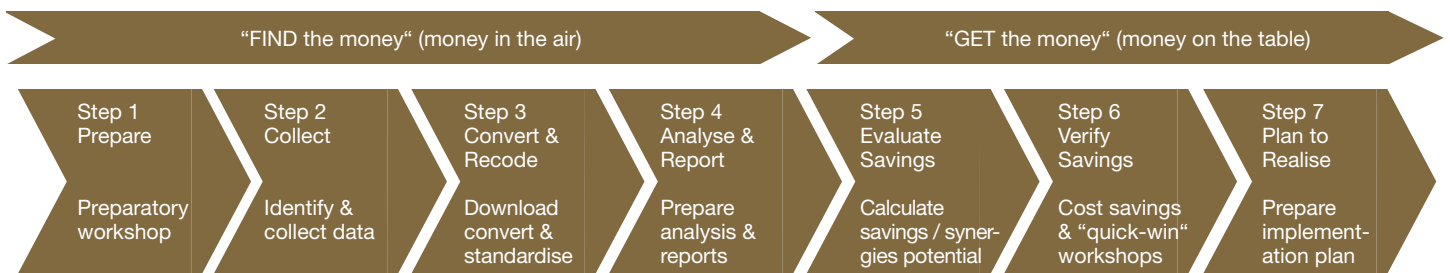 “FIND the money“ (money in the air)
“GET the money“ (money on the table)
Step 1
Prepare
Preparatory
workshop
Step 2
Collect
Identify &
collect data
Step 3
Convert &
Recode
Download
convert &
standardise
Step 4
Analyse &
Report
Prepare
analysis &
reports
Step 5
Evaluate
Savings
Calculate
savings / syner-
gies potential
Step 6
Verify
Savings
Cost savings
& “quick-win“
workshops
Step 7
Plan to
Realise
Prepare
implement-
ation plan